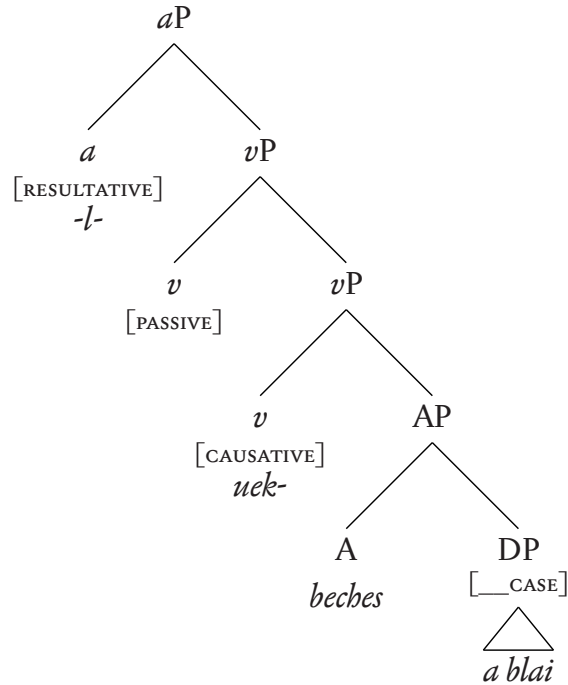 aP
a
vP
[RESULTATIVE]
-l-
v
vP
[PASSIVE]
v
AP
[CAUSATIVE]
uek-
A
DP
beches
[__CASE]
a blai